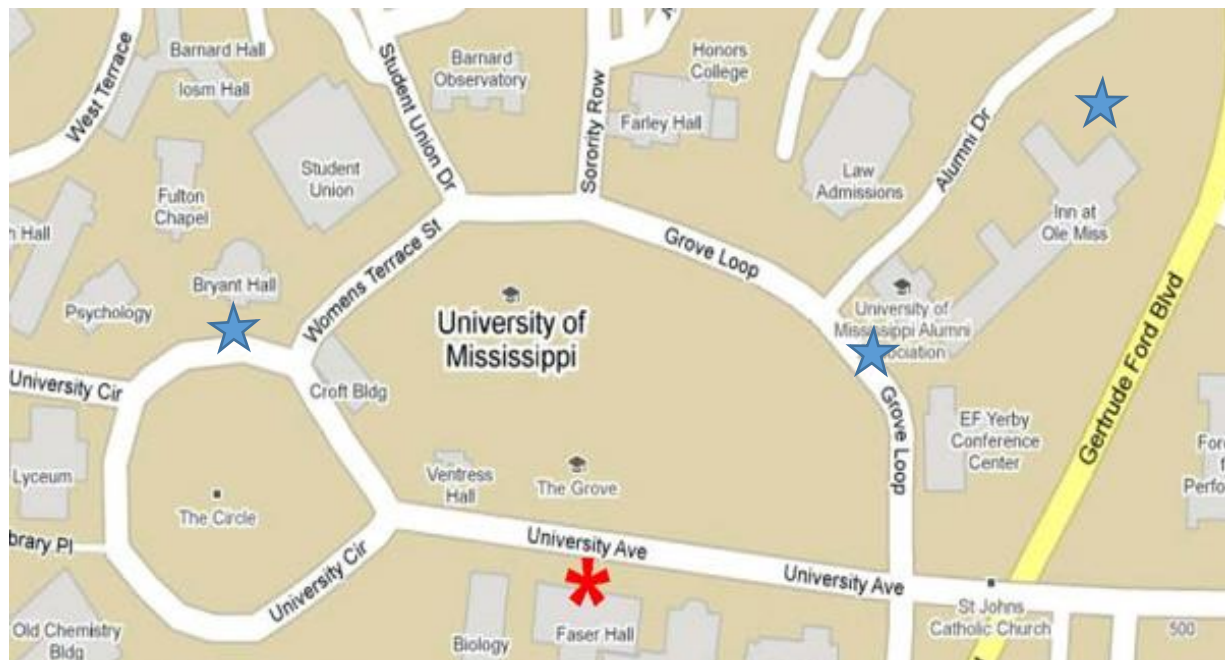 Barnard Hall
Iosm Hall
West Terrace
Student Union Dr
Barnard
Observatory
Sorority Row
Honors
College
Farley Hall
Student
Union
Fulton
Chapel
Law
Admissions
Alumni Dr
Inn at
Ole Miss
Hall
Bryant Hall
Psychology
Womens Terrace St
Grove Loop
University of
Mississippi
University of
Mississippi Alumni
University Cir
Croft Bldg
Grove Loop
Gertrude Ford Blvd
EF Yerby
Conference
Center
Lyceum
Ventress
Hall
The Grove
The Circle
University Ave
University Ave
University Cir
Pl
St Johns
Catholic Church
500
Old Chemistry
Bldg
Biology
Faser Hall